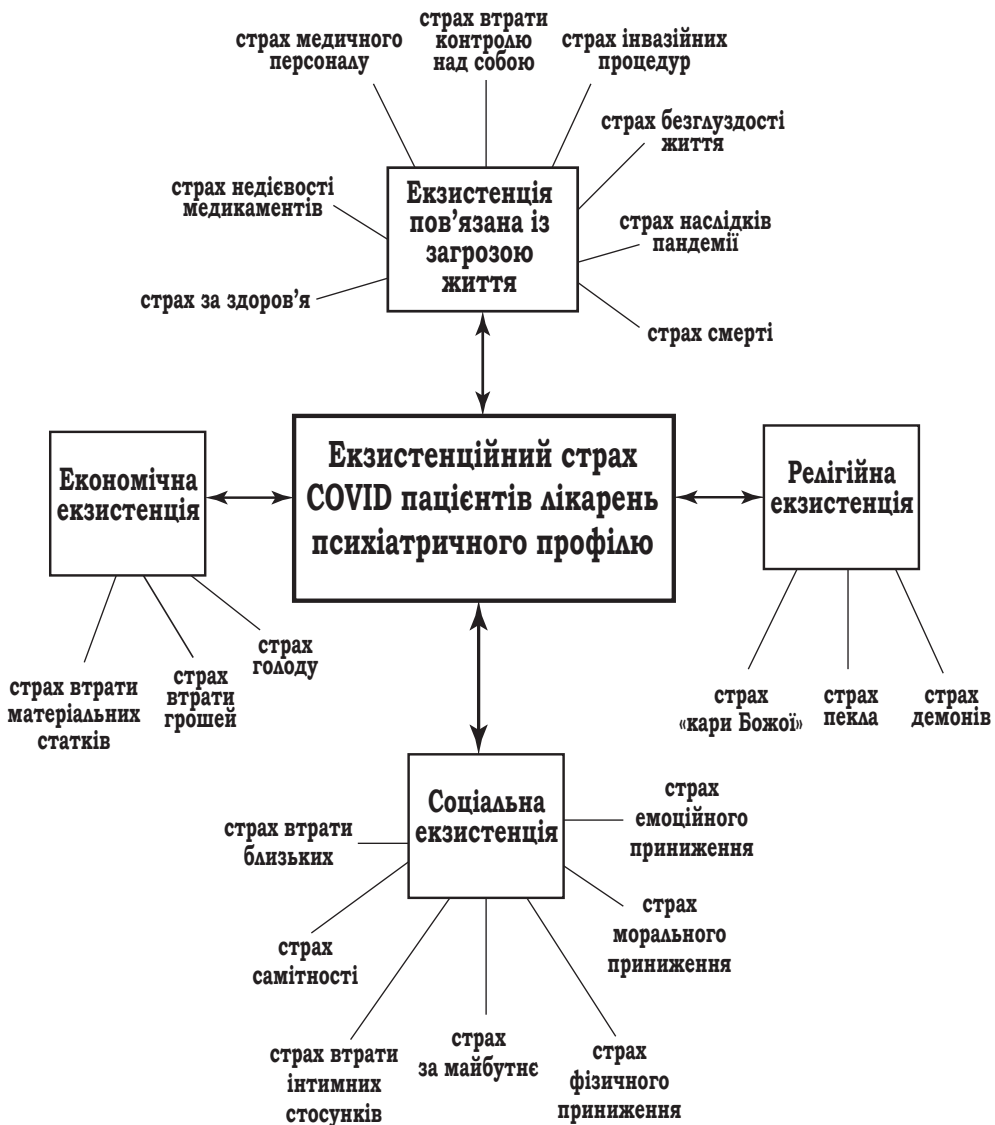 страх медичного
персоналу
страх втрати
контролю
над собою
страх інвазійних
процедур
страх безглуздості
життя
страх недієвості
медикаментів
Екзистенція
пов’язана із
загрозою
життя
страх наслідків
пандемії
страх за здоров’я
страх смерті
Екзистенційний страх
COVID пацієнтів лікарень
психіатричного профілю
Економічна
екзистенція
Релігійна
екзистенція
страх втрати
матеріальних
статків
страх
втрати
грошей
страх
голоду
страх
«кари Божої»
страх
пекла
страх
демонів
Соціальна
екзистенція
страх втрати
близьких
страх
емоційного
приниження
страх
самітності
страх
морального
приниження
страх втрати
інтимних
стосунків
страх
за майбутнє
страх
фізичного
приниження